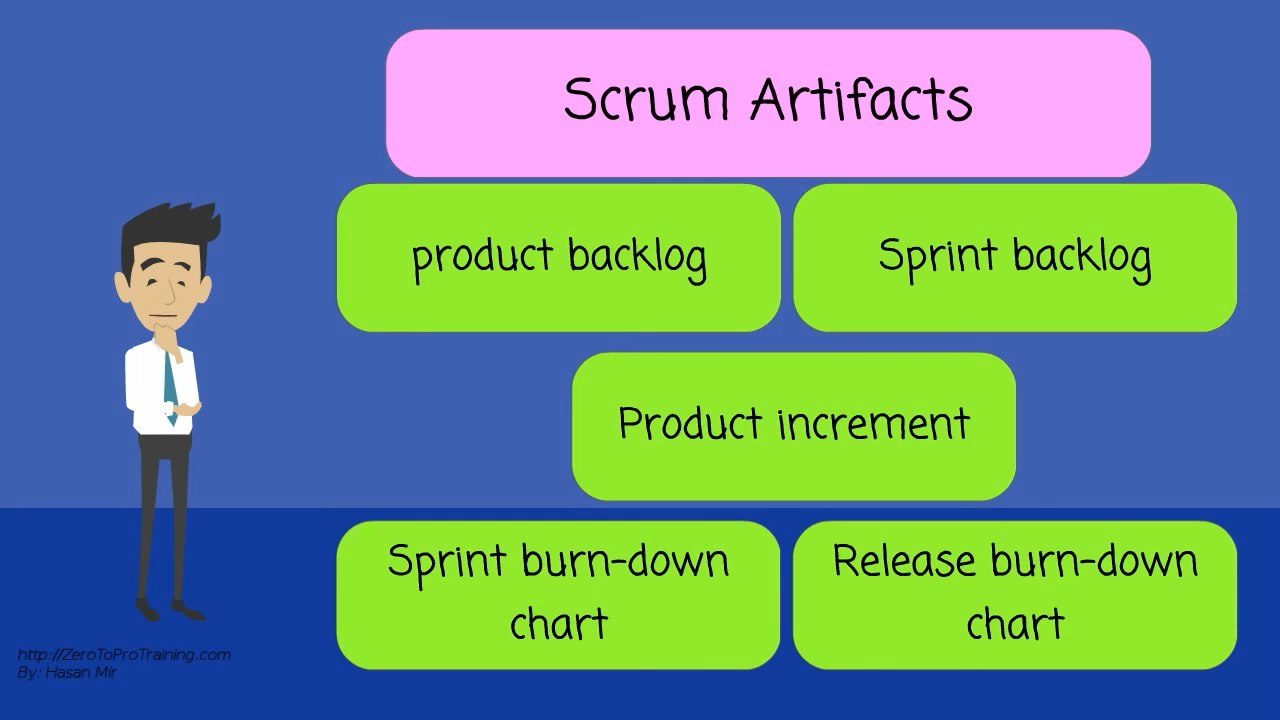 Scrum Artifacts
product backlog
Sprint backlog
Product increment
Sprint burn-down
chart
Release burn-down
chart
http://ZeroToProTraining.com
By: Hasan Mir